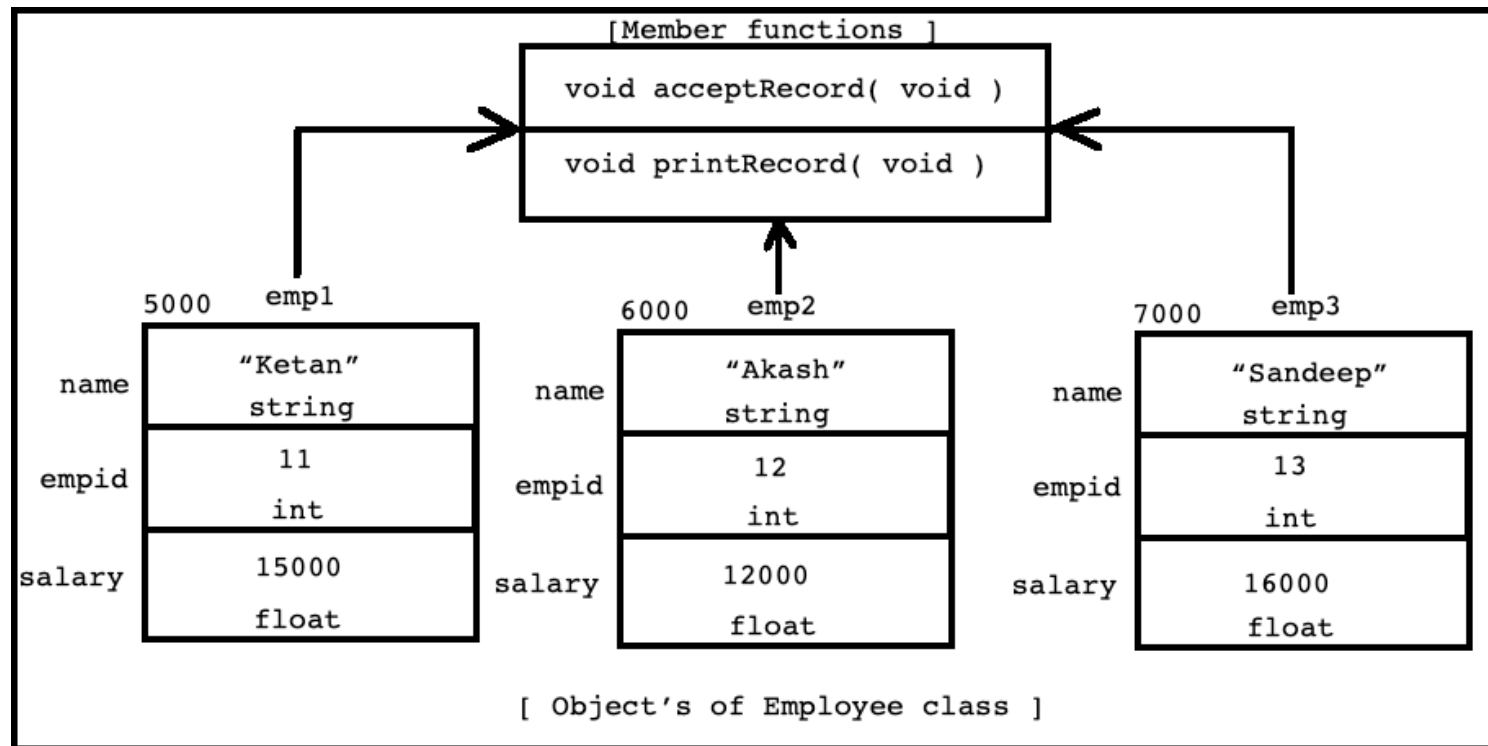 [Member functions ]
void acceptRecord( void )
void printRecord( void )
5000
emp1
name
“Ketan”
string
empid
11
int
salary
15000
float
6000
emp2
name
“Akash”
string
empid
12
int
salary
12000
float
7000
emp3
name
“Sandeep”
string
empid
13
int
salary
16000
float
[ Object's of Employee class ]